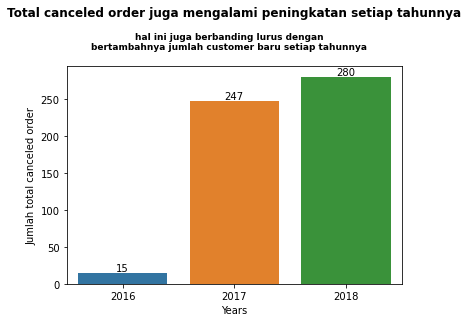 Total canceled order juga mengalami peningkatan setiap tahunnya
hal ini juga berbanding lurus dengan
bertambahnya jumlah customer baru setiap tahunnya
280
247
15
250
200
150
100
50
0
Jumlah total canceled order
2016 2017 2018
Years